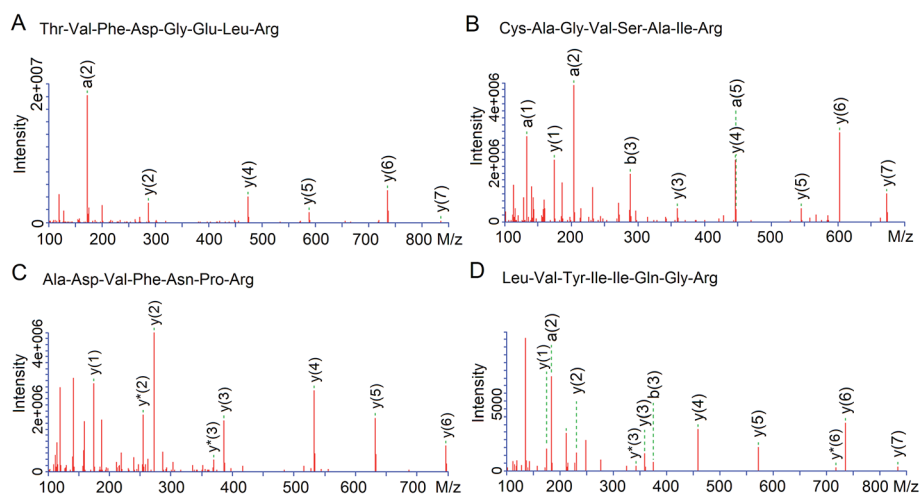 A Thr-Val-Phe-Asp-Gly-Glu-Leu-Arg
Intensity
2e+007
0
a(2)
y(2)
y(4)
y(5)
y(6)
y(7)
100 200 300 400 500 600 700 800 M/z
B Cys-Ala-Gly-Val-Ser-Ala-Ile-Arg
Intensity
4e+006
2e+006
0
a(1)
y(1)
a(2)
b(3)
y(3)
a(5)
y(4)
y(5)
y(6)
y(7)
100 200 300 400 500 600 M/z
C Ala-Asp-Val-Phe-Asn-Pro-Arg
Intensity
4e+006
2e+006
0
y(1)
y*(2)
y(2)
y*(3)
y(3)
y(4)
y(5)
y(6)
100 200 300 400 500 600 700 M/z
D Leu-Val-Tyr-Ile-Ile-Gln-Gly-Arg
Intensity
5000
0
y(1)
a(2)
y(2)
y*(3)
y(3)
b(3)
y(4)
y(5)
y*(6)
y(6)
y(7)
100 200 300 400 500 600 700 800 M/z